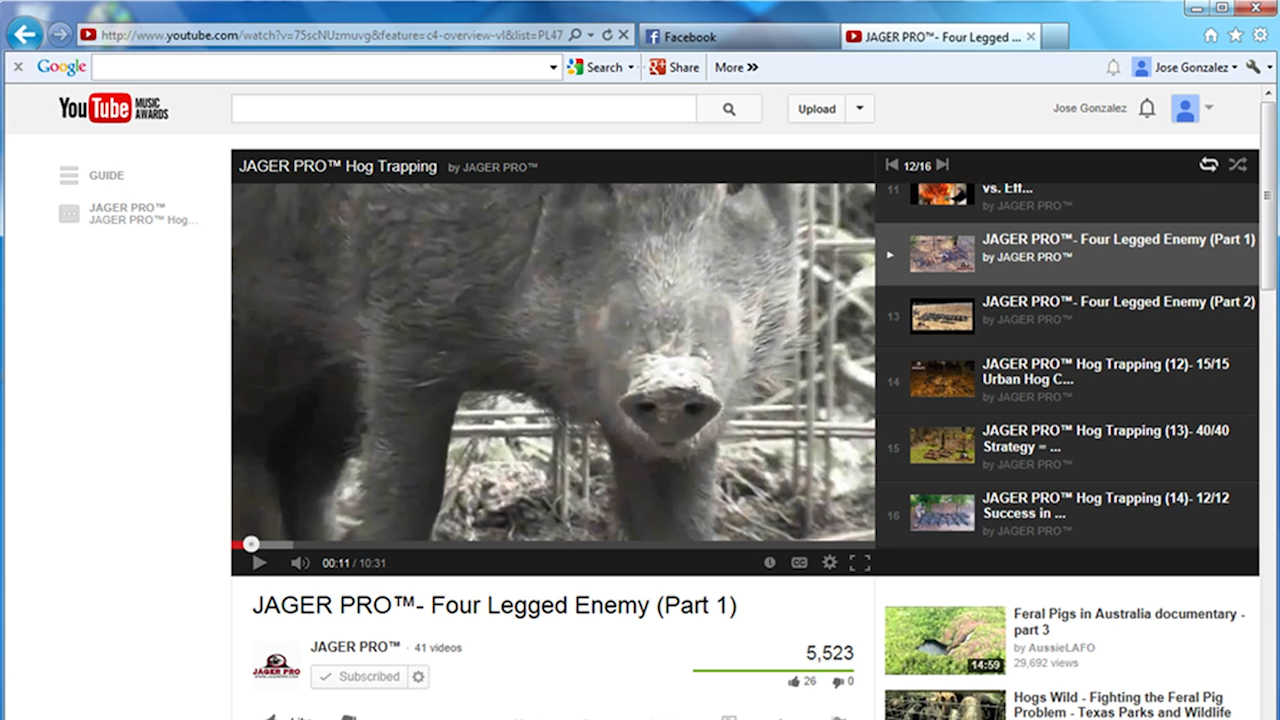 http://www.youtube.com/watch?v=75scNUzmuvg&feature=c4-overview-vl&list=PL47
Facebook
JAGER PRO™- Four Legged ...
Google
Search
Share
More »
Jose Gonzalez
YouTube MUSIC AWARDS
Upload
Jose Gonzalez
GUIDE
JAGER PRO™
JAGER PRO™ Hog...
JAGER PRO™ Hog Trapping by JAGER PRO™
12/16
11
vs. Eff...
by JAGER PRO™
JAGER PRO™- Four Legged Enemy (Part 1)
by JAGER PRO™
13
JAGER PRO™- Four Legged Enemy (Part 2)
by JAGER PRO™
14
JAGER PRO™ Hog Trapping (12)- 15/15
Urban Hog C...
by JAGER PRO™
15
JAGER PRO™ Hog Trapping (13)- 40/40
Strategy = ...
by JAGER PRO™
16
JAGER PRO™ Hog Trapping (14)- 12/12
Success in ...
by JAGER PRO™
00:11 / 10:31
CC
JAGER PRO™- Four Legged Enemy (Part 1)
JAGER PRO
JAGER PRO™ · 41 videos
Subscribed
5,523
26 0
14:59
Feral Pigs in Australia documentary -
part 3
by AussieLAFO
29,692 views
Hogs Wild - Fighting the Feral Pig
Problem - Texas Parks and Wildlife